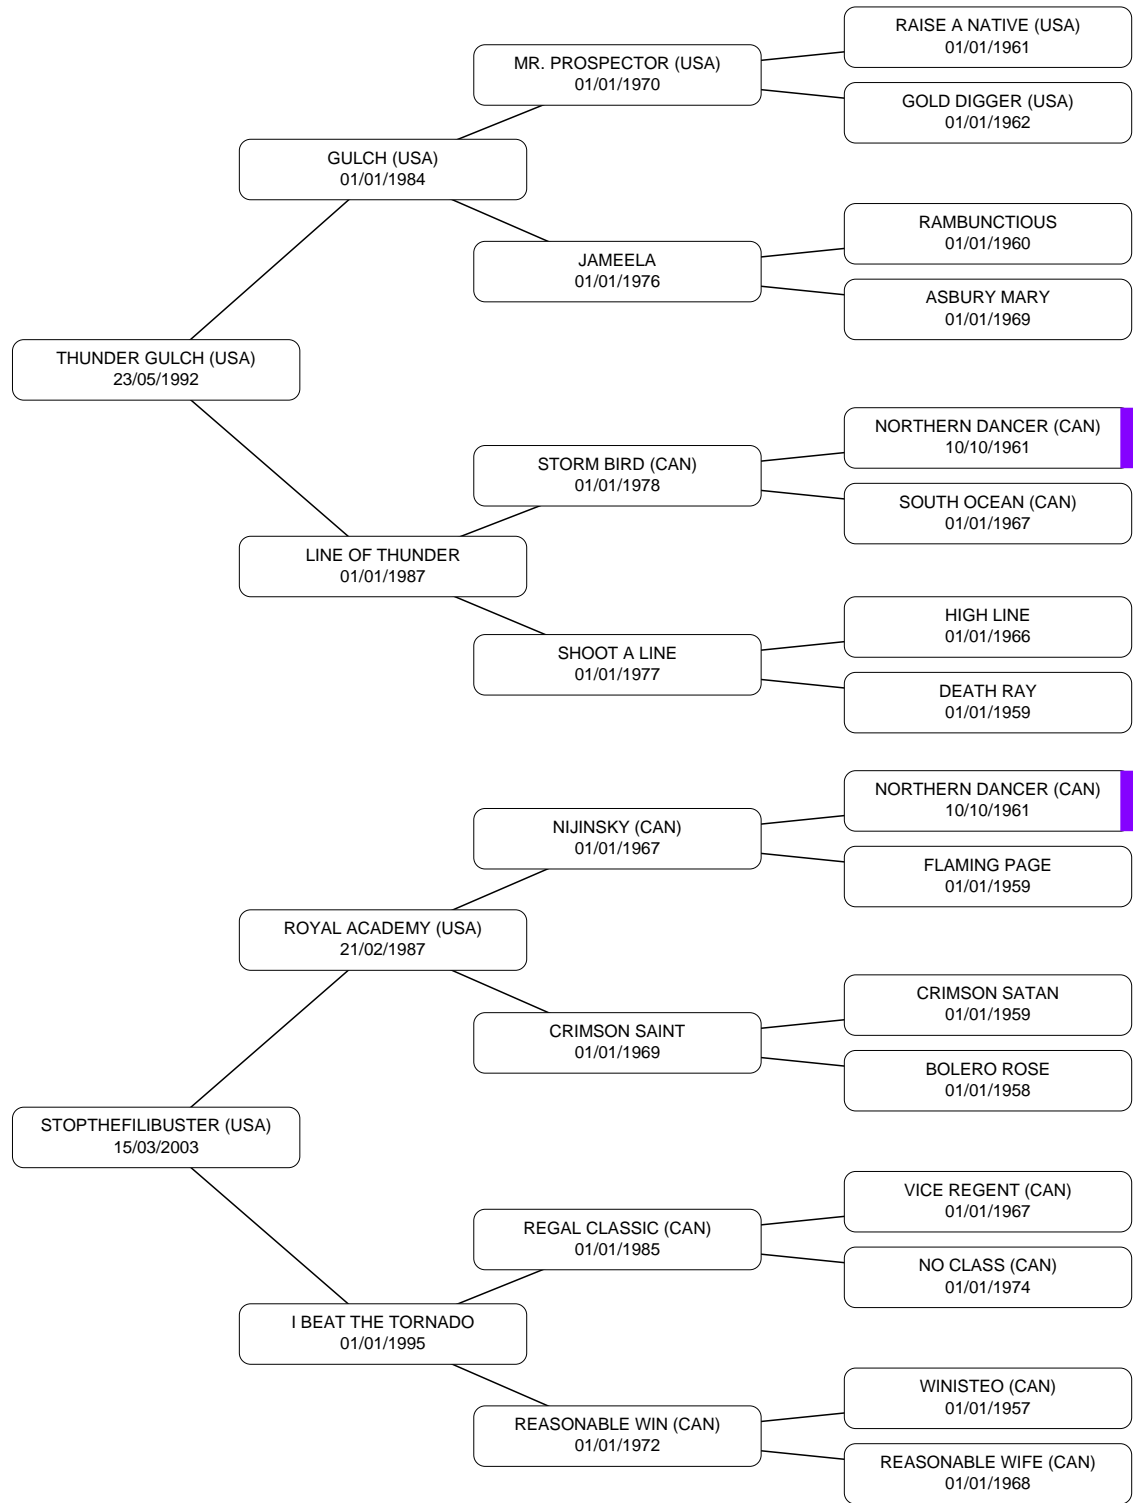 RAISE A NATIVE (USA)
01/01/1961
MR. PROSPECTOR (USA)
01/01/1970
GOLD DIGGER (USA)
01/01/1962
GULCH (USA)
01/01/1984
RAMBUNCTIOUS
01/01/1960
JAMEELA
01/01/1976
ASBURY MARY
01/01/1969
THUNDER GULCH (USA)
23/05/1992
NORTHERN DANCER (CAN)
10/10/1961
STORM BIRD (CAN)
01/01/1978
SOUTH OCEAN (CAN)
01/01/1967
LINE OF THUNDER
01/01/1987
HIGH LINE
01/01/1966
SHOOT A LINE
01/01/1977
DEATH RAY
01/01/1959
NORTHERN DANCER (CAN)
10/10/1961
NIJINSKY (CAN)
01/01/1967
FLAMING PAGE
01/01/1959
ROYAL ACADEMY (USA)
21/02/1987
CRIMSON SATAN
01/01/1959
CRIMSON SAINT
01/01/1969
BOLERO ROSE
01/01/1958
STOPTHEFILIBUSTER (USA)
15/03/2003
VICE REGENT (CAN)
01/01/1967
REGAL CLASSIC (CAN)
01/01/1985
NO CLASS (CAN)
01/01/1974
I BEAT THE TORNADO
01/01/1995
WINISTEO (CAN)
01/01/1957
REASONABLE WIN (CAN)
01/01/1972
REASONABLE WIFE (CAN)
01/01/1968